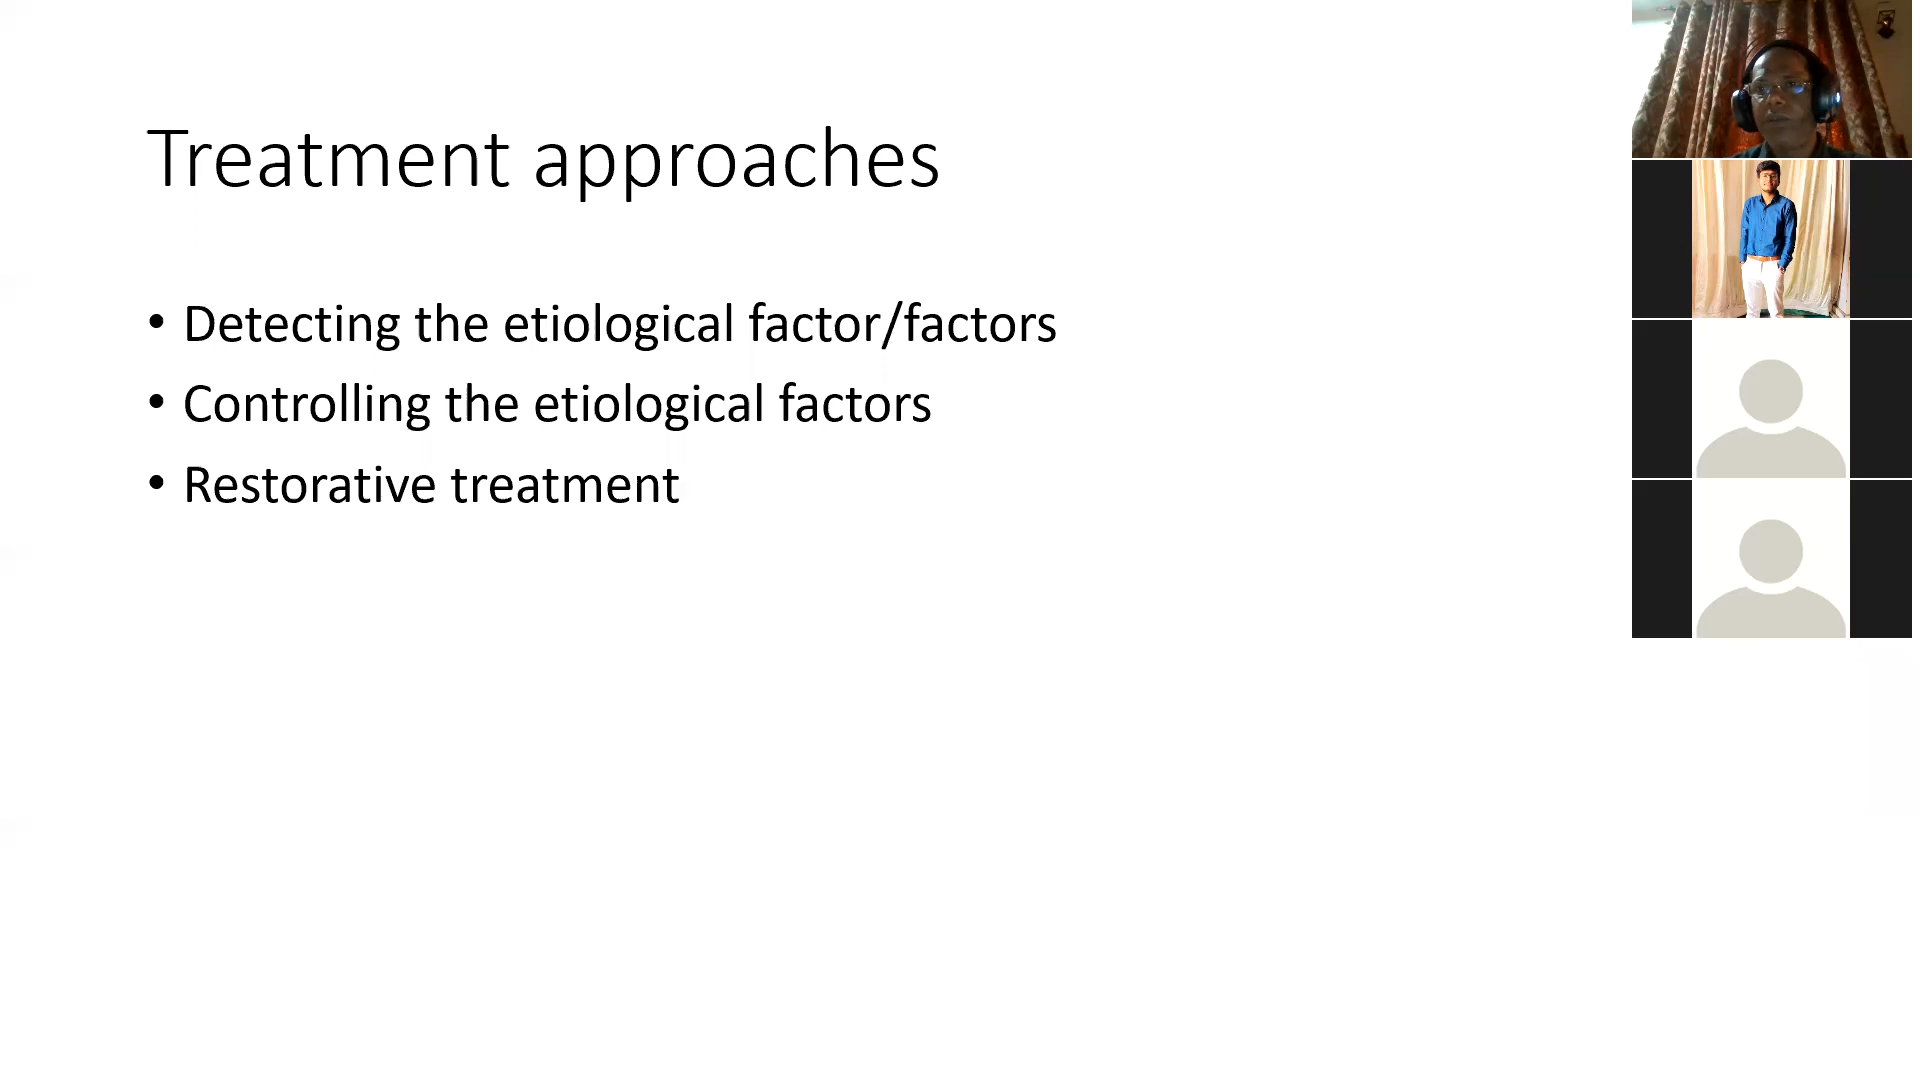 Treatment approaches
• Detecting the etiological factor/factors
• Controlling the etiological factors
• Restorative treatment